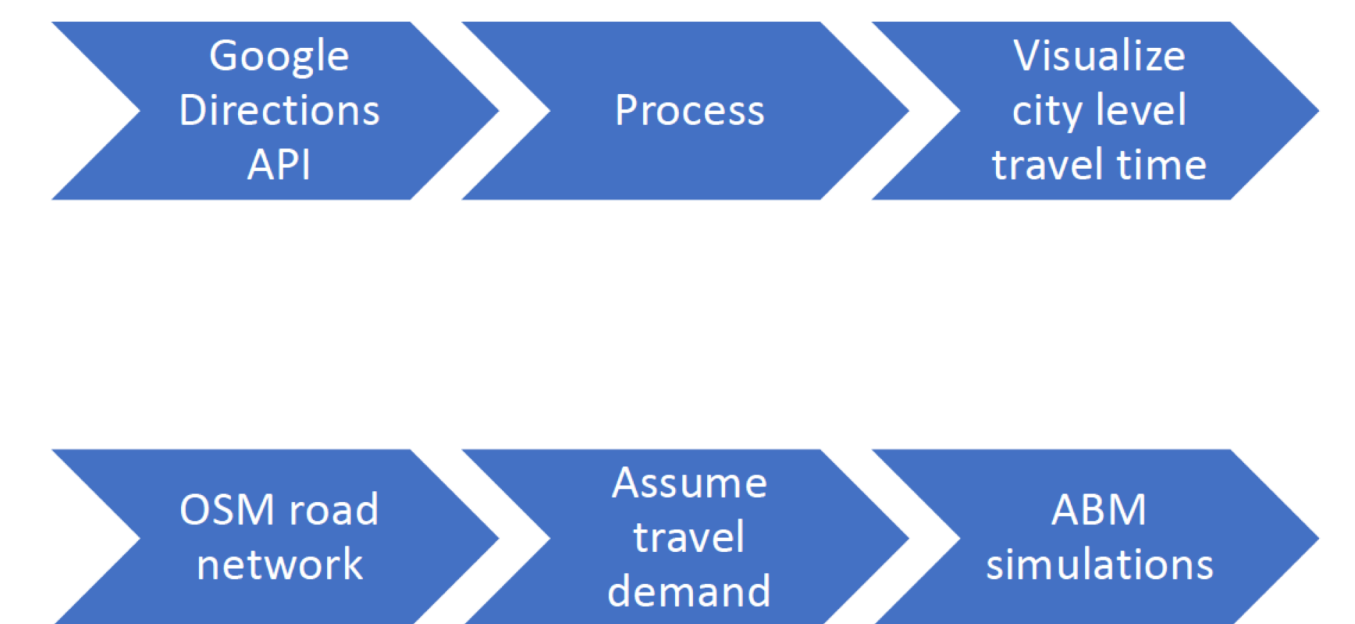 Google
Directions
API
Process
Visualize
city level
travel time
OSM road
network
Assume
travel
demand
ABM
simulations